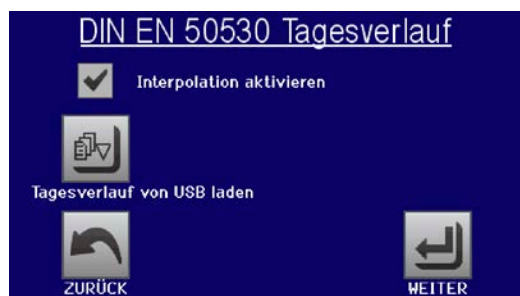 DIN EN 50530 Tagesverlauf
Interpolation aktivieren
Tagesverlauf von USB laden
ZURÜCK
WEITER